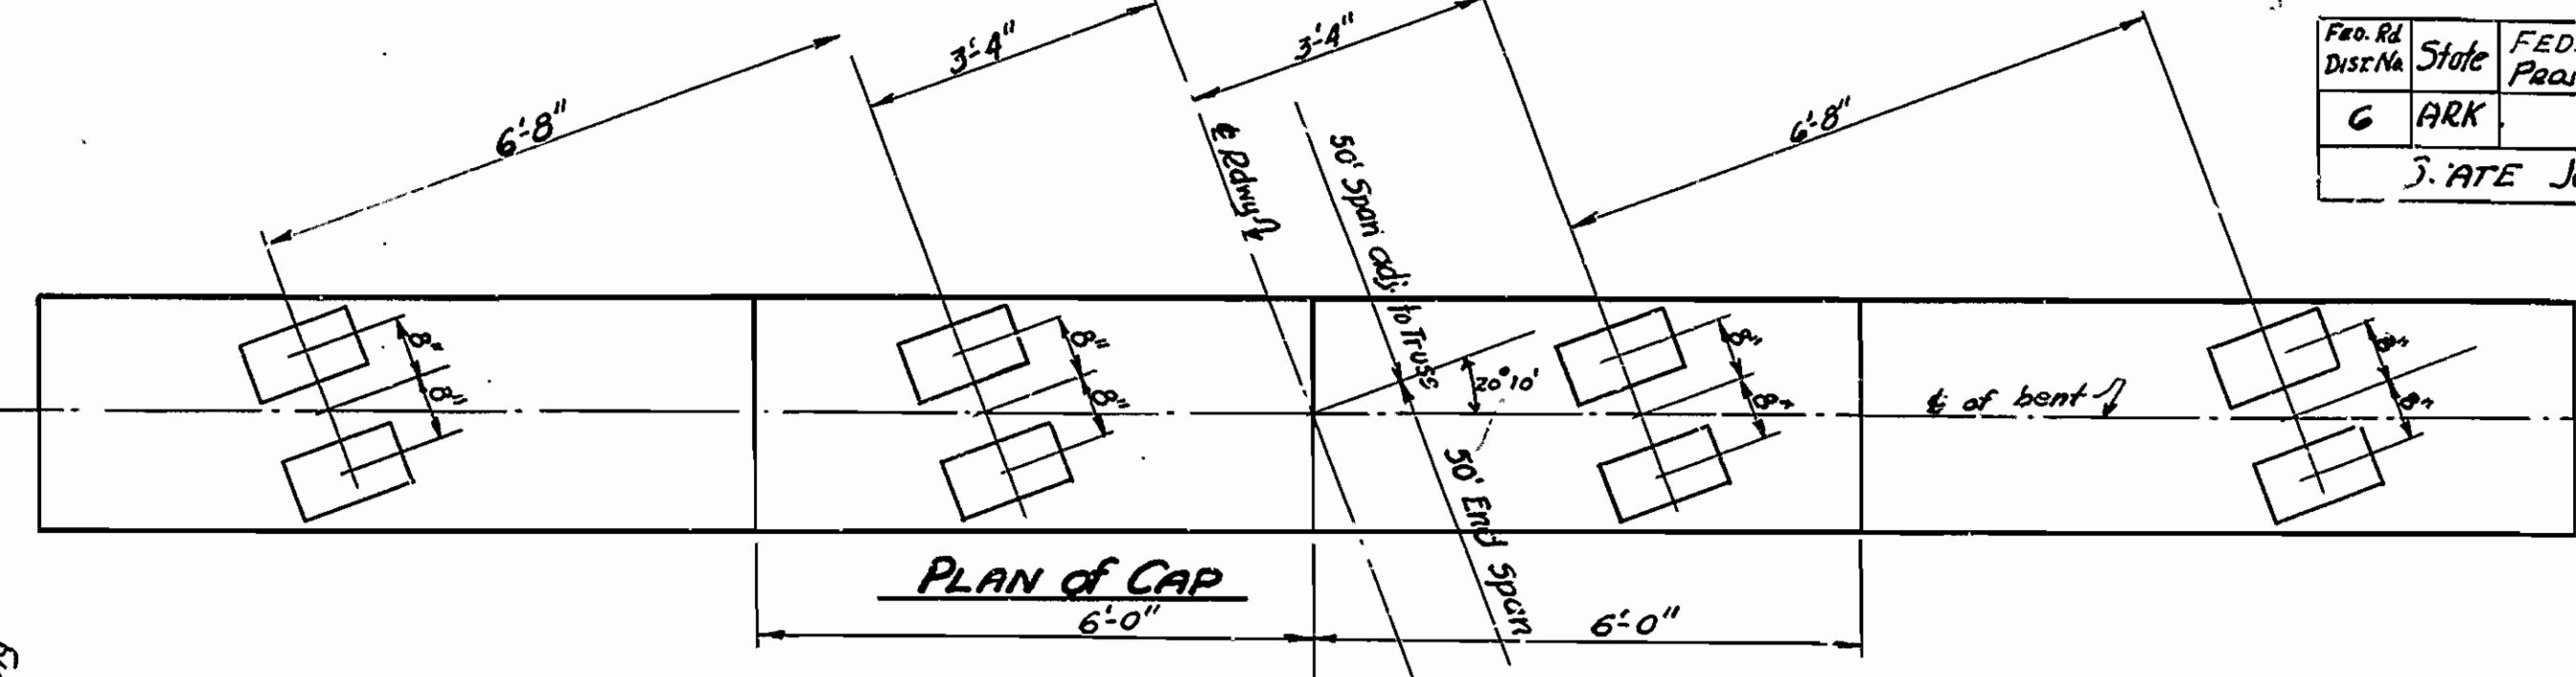 6'-8"
3'-4"
3'-4"
6'-8"
Fed. Rd Dist. No.
State
FED.
6
ARK.
℄ Rdwy
50' Span adj. to Truss
8"
8"
8"
8"
8"
8"
8"
8"
20°10'
℄ of bent
50' End Span
PLAN of CAP
6'-0"
6'-0"